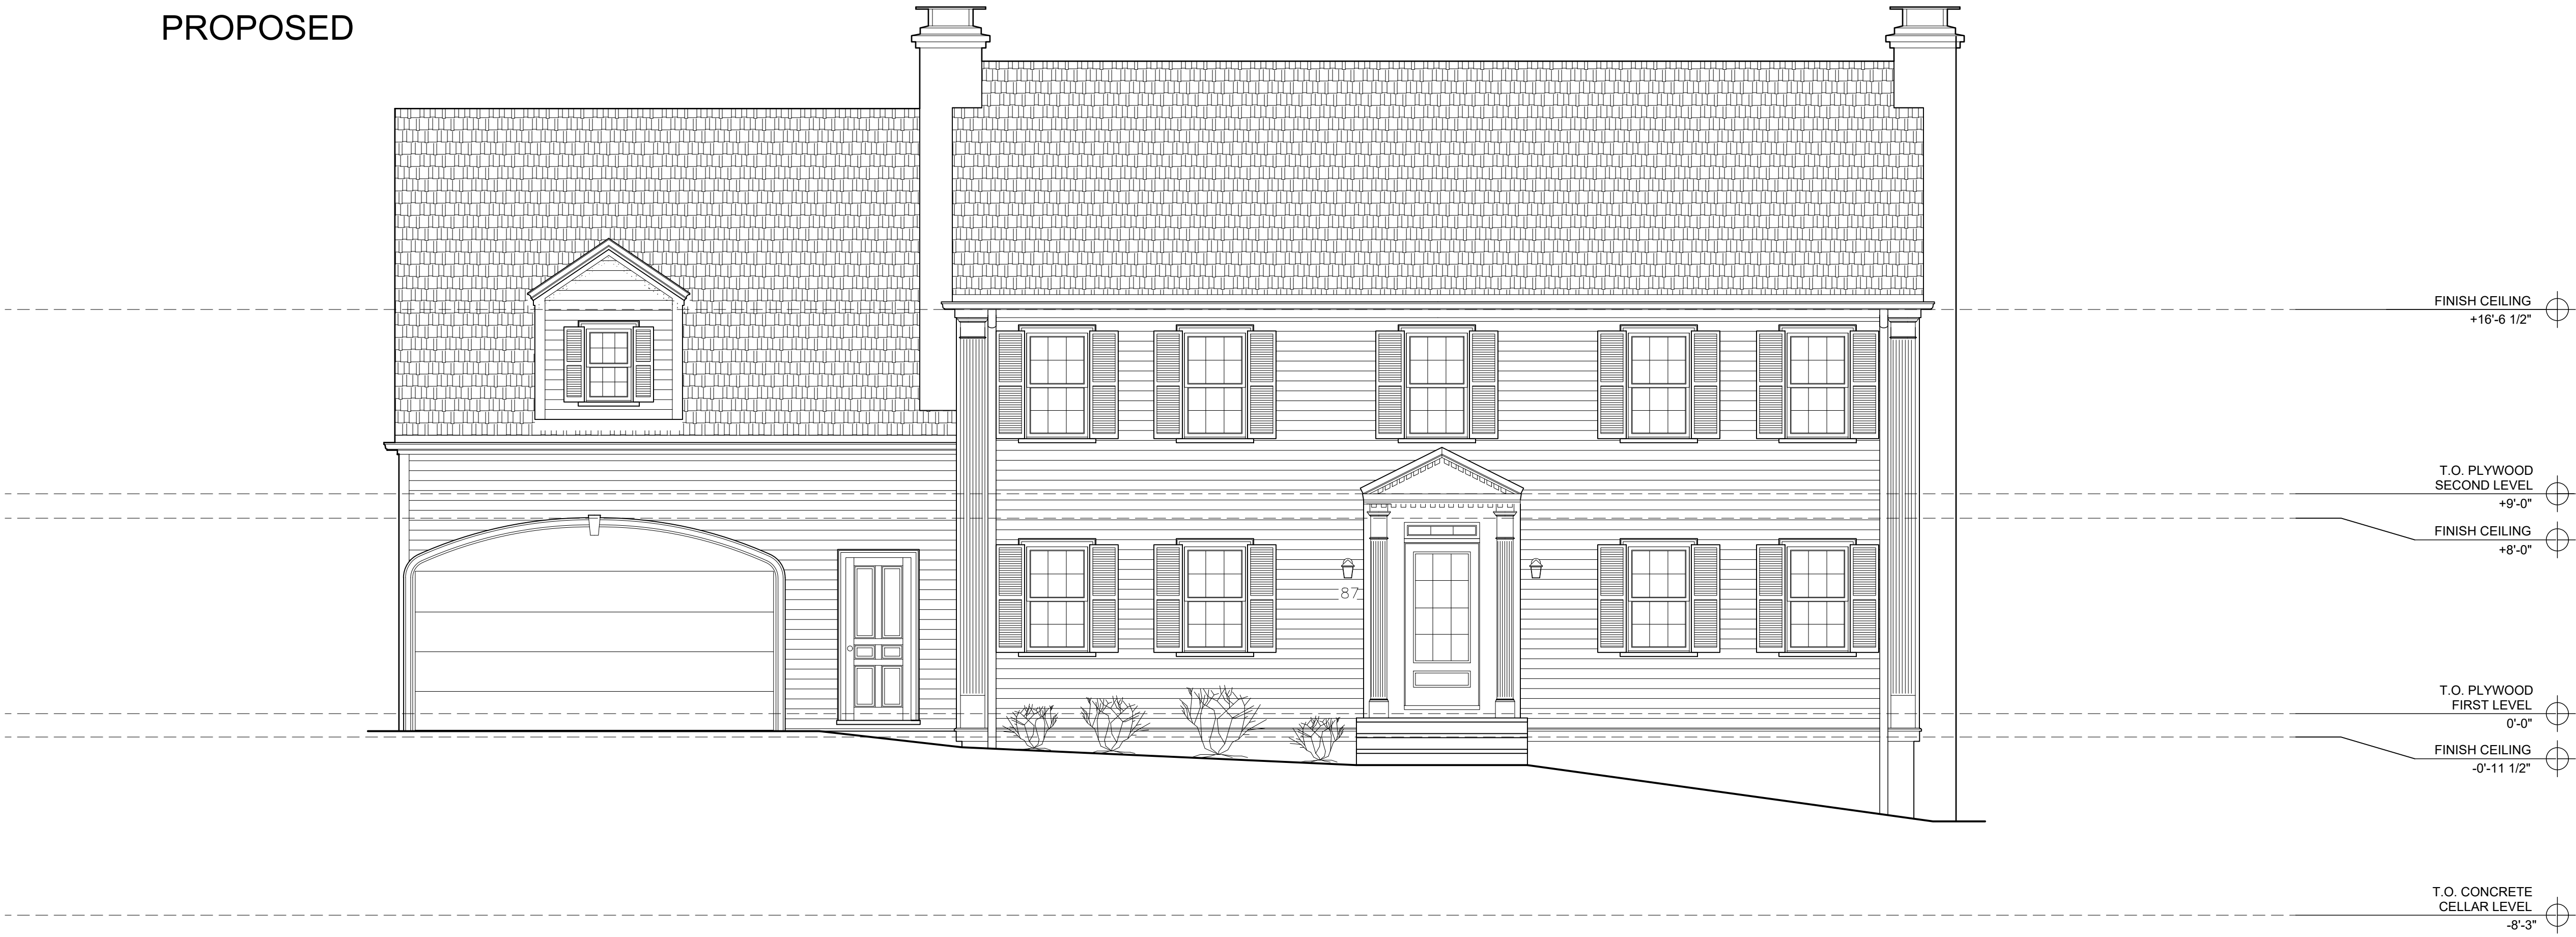 PROPOSED
FINISH CEILING
+16'-6 1/2"
T.O. PLYWOOD
SECOND LEVEL
+9'-0"
FINISH CEILING
+8'-0"
87
T.O. PLYWOOD
FIRST LEVEL
0'-0"
FINISH CEILING
-0'-11 1/2"
T.O. CONCRETE
CELLAR LEVEL
-8'-3"